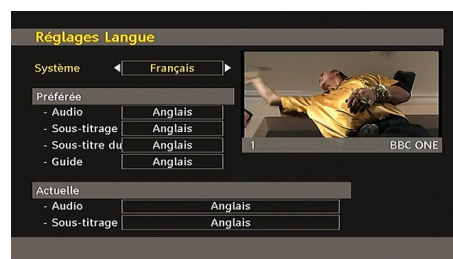 Réglages Langue
Système Français
Préférée
- Audio Anglais
- Sous-titrage Anglais
- Sous-titre du Anglais
- Guide Anglais
1 BBC ONE
Actuelle
- Audio Anglais
- Sous-titrage Anglais